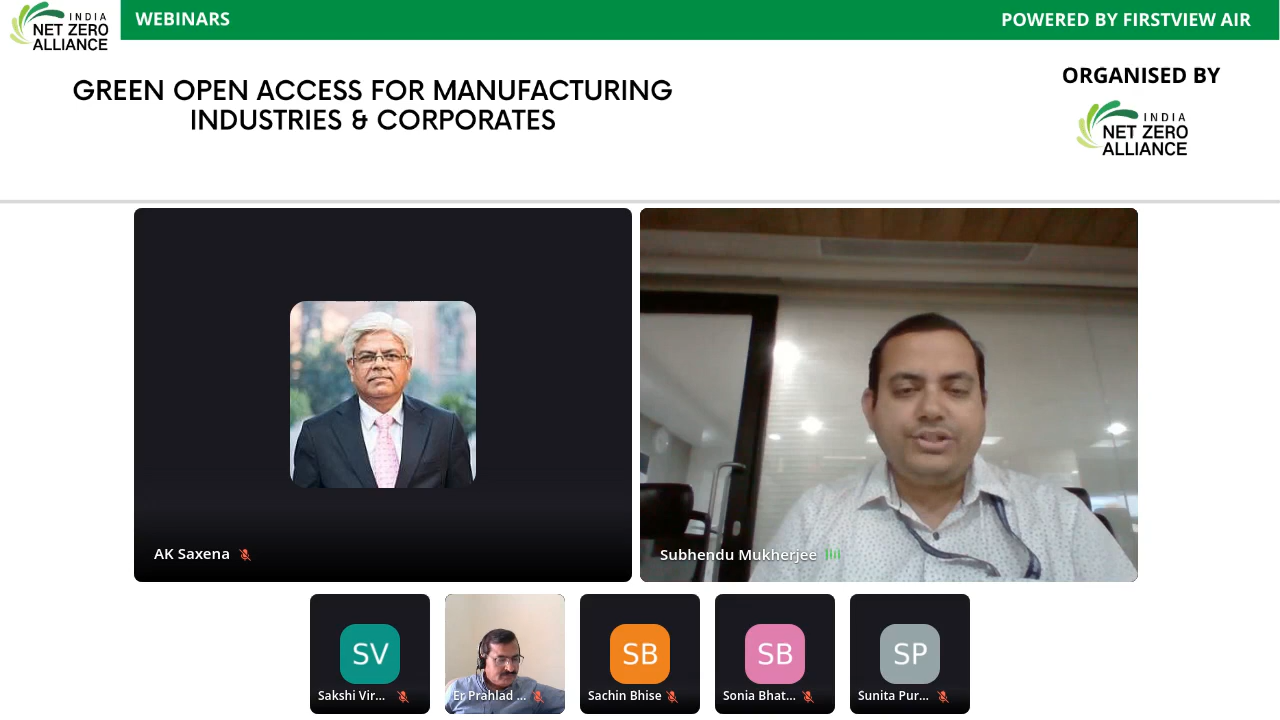 INDIA
NET ZERO
ALLIANCE
WEBINARS
POWERED BY FIRSTVIEW AIR
GREEN OPEN ACCESS FOR MANUFACTURING
INDUSTRIES & CORPORATES
ORGANISED BY
INDIA
NET ZERO
ALLIANCE
AK Saxena
Subhendu Mukherjee
SV
Sakshi Vir...
Er Prahlad ...
SB
Sachin Bhise
SB
Sonia Bhat...
SP
Sunita Pur...